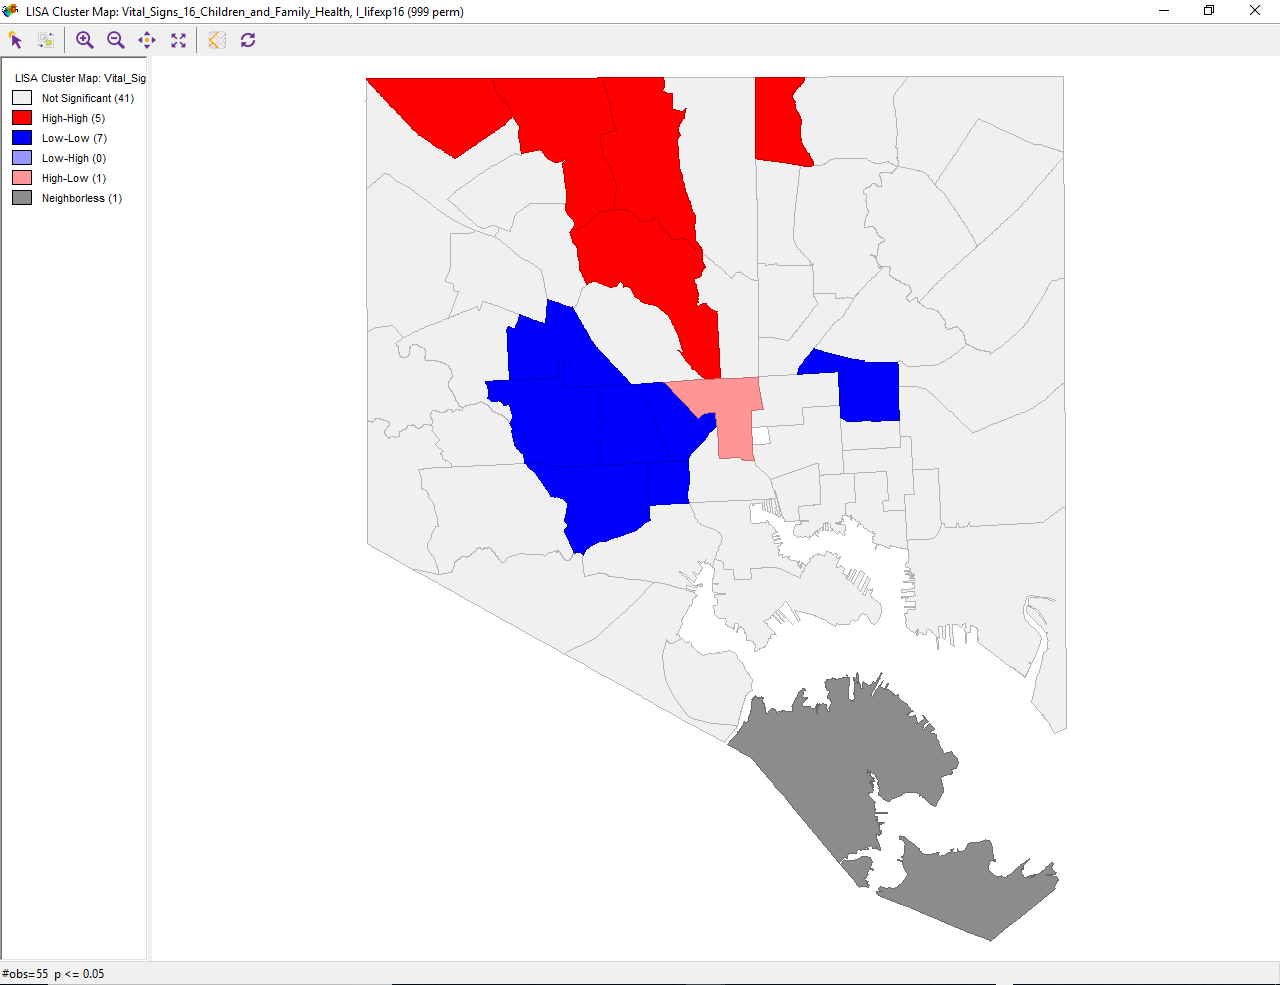 LISA Cluster Map: Vital_Signs_16_Children_and_Family_Health, I_lifexp16 (999 perm)
LISA Cluster Map: Vital_Sig
Not Significant (41)
High-High (5)
Low-Low (7)
Low-High (0)
High-Low (1)
Neighborless (1)
#obs=55 p <= 0.05